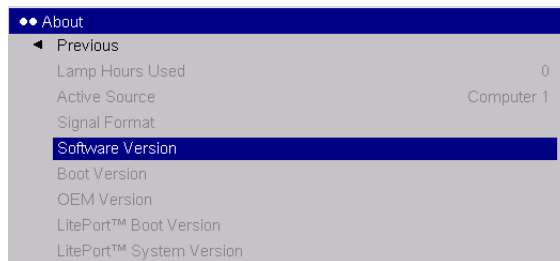 About
Previous
Lamp Hours Used 0
Active Source Computer 1
Signal Format
Software Version
Boot Version
OEM Version
LitePort™ Boot Version
LitePort™ System Version